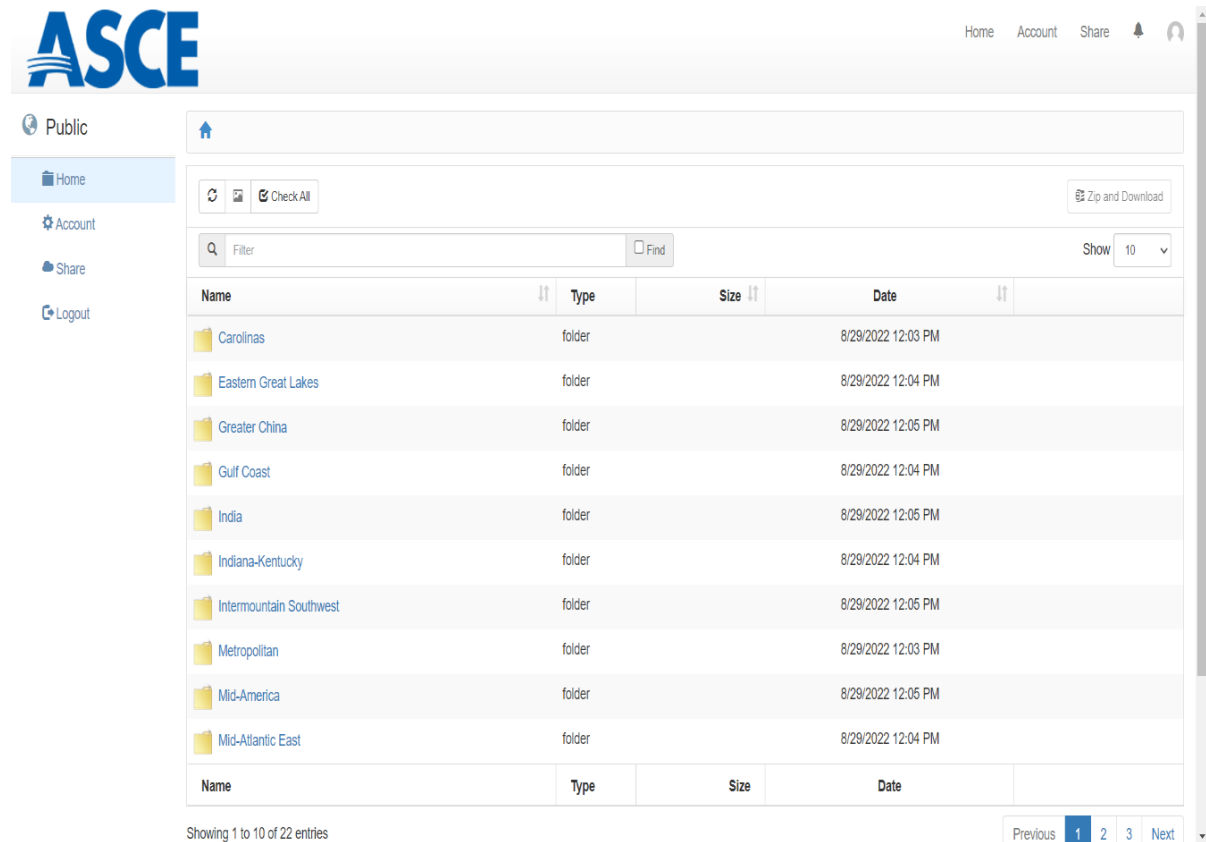 ASCE
Home Account Share
Public
Home
Account
Share
Logout
Check All
Zip and Download
Filter
Find
Show 10
Name Type Size Date
Carolinas folder 8/29/2022 12:03 PM
Eastern Great Lakes folder 8/29/2022 12:04 PM
Greater China folder 8/29/2022 12:05 PM
Gulf Coast folder 8/29/2022 12:04 PM
India folder 8/29/2022 12:05 PM
Indiana-Kentucky folder 8/29/2022 12:04 PM
Intermountain Southwest folder 8/29/2022 12:05 PM
Metropolitan folder 8/29/2022 12:03 PM
Mid-America folder 8/29/2022 12:05 PM
Mid-Atlantic East folder 8/29/2022 12:04 PM
Name Type Size Date
Showing 1 to 10 of 22 entries
Previous 1 2 3 Next